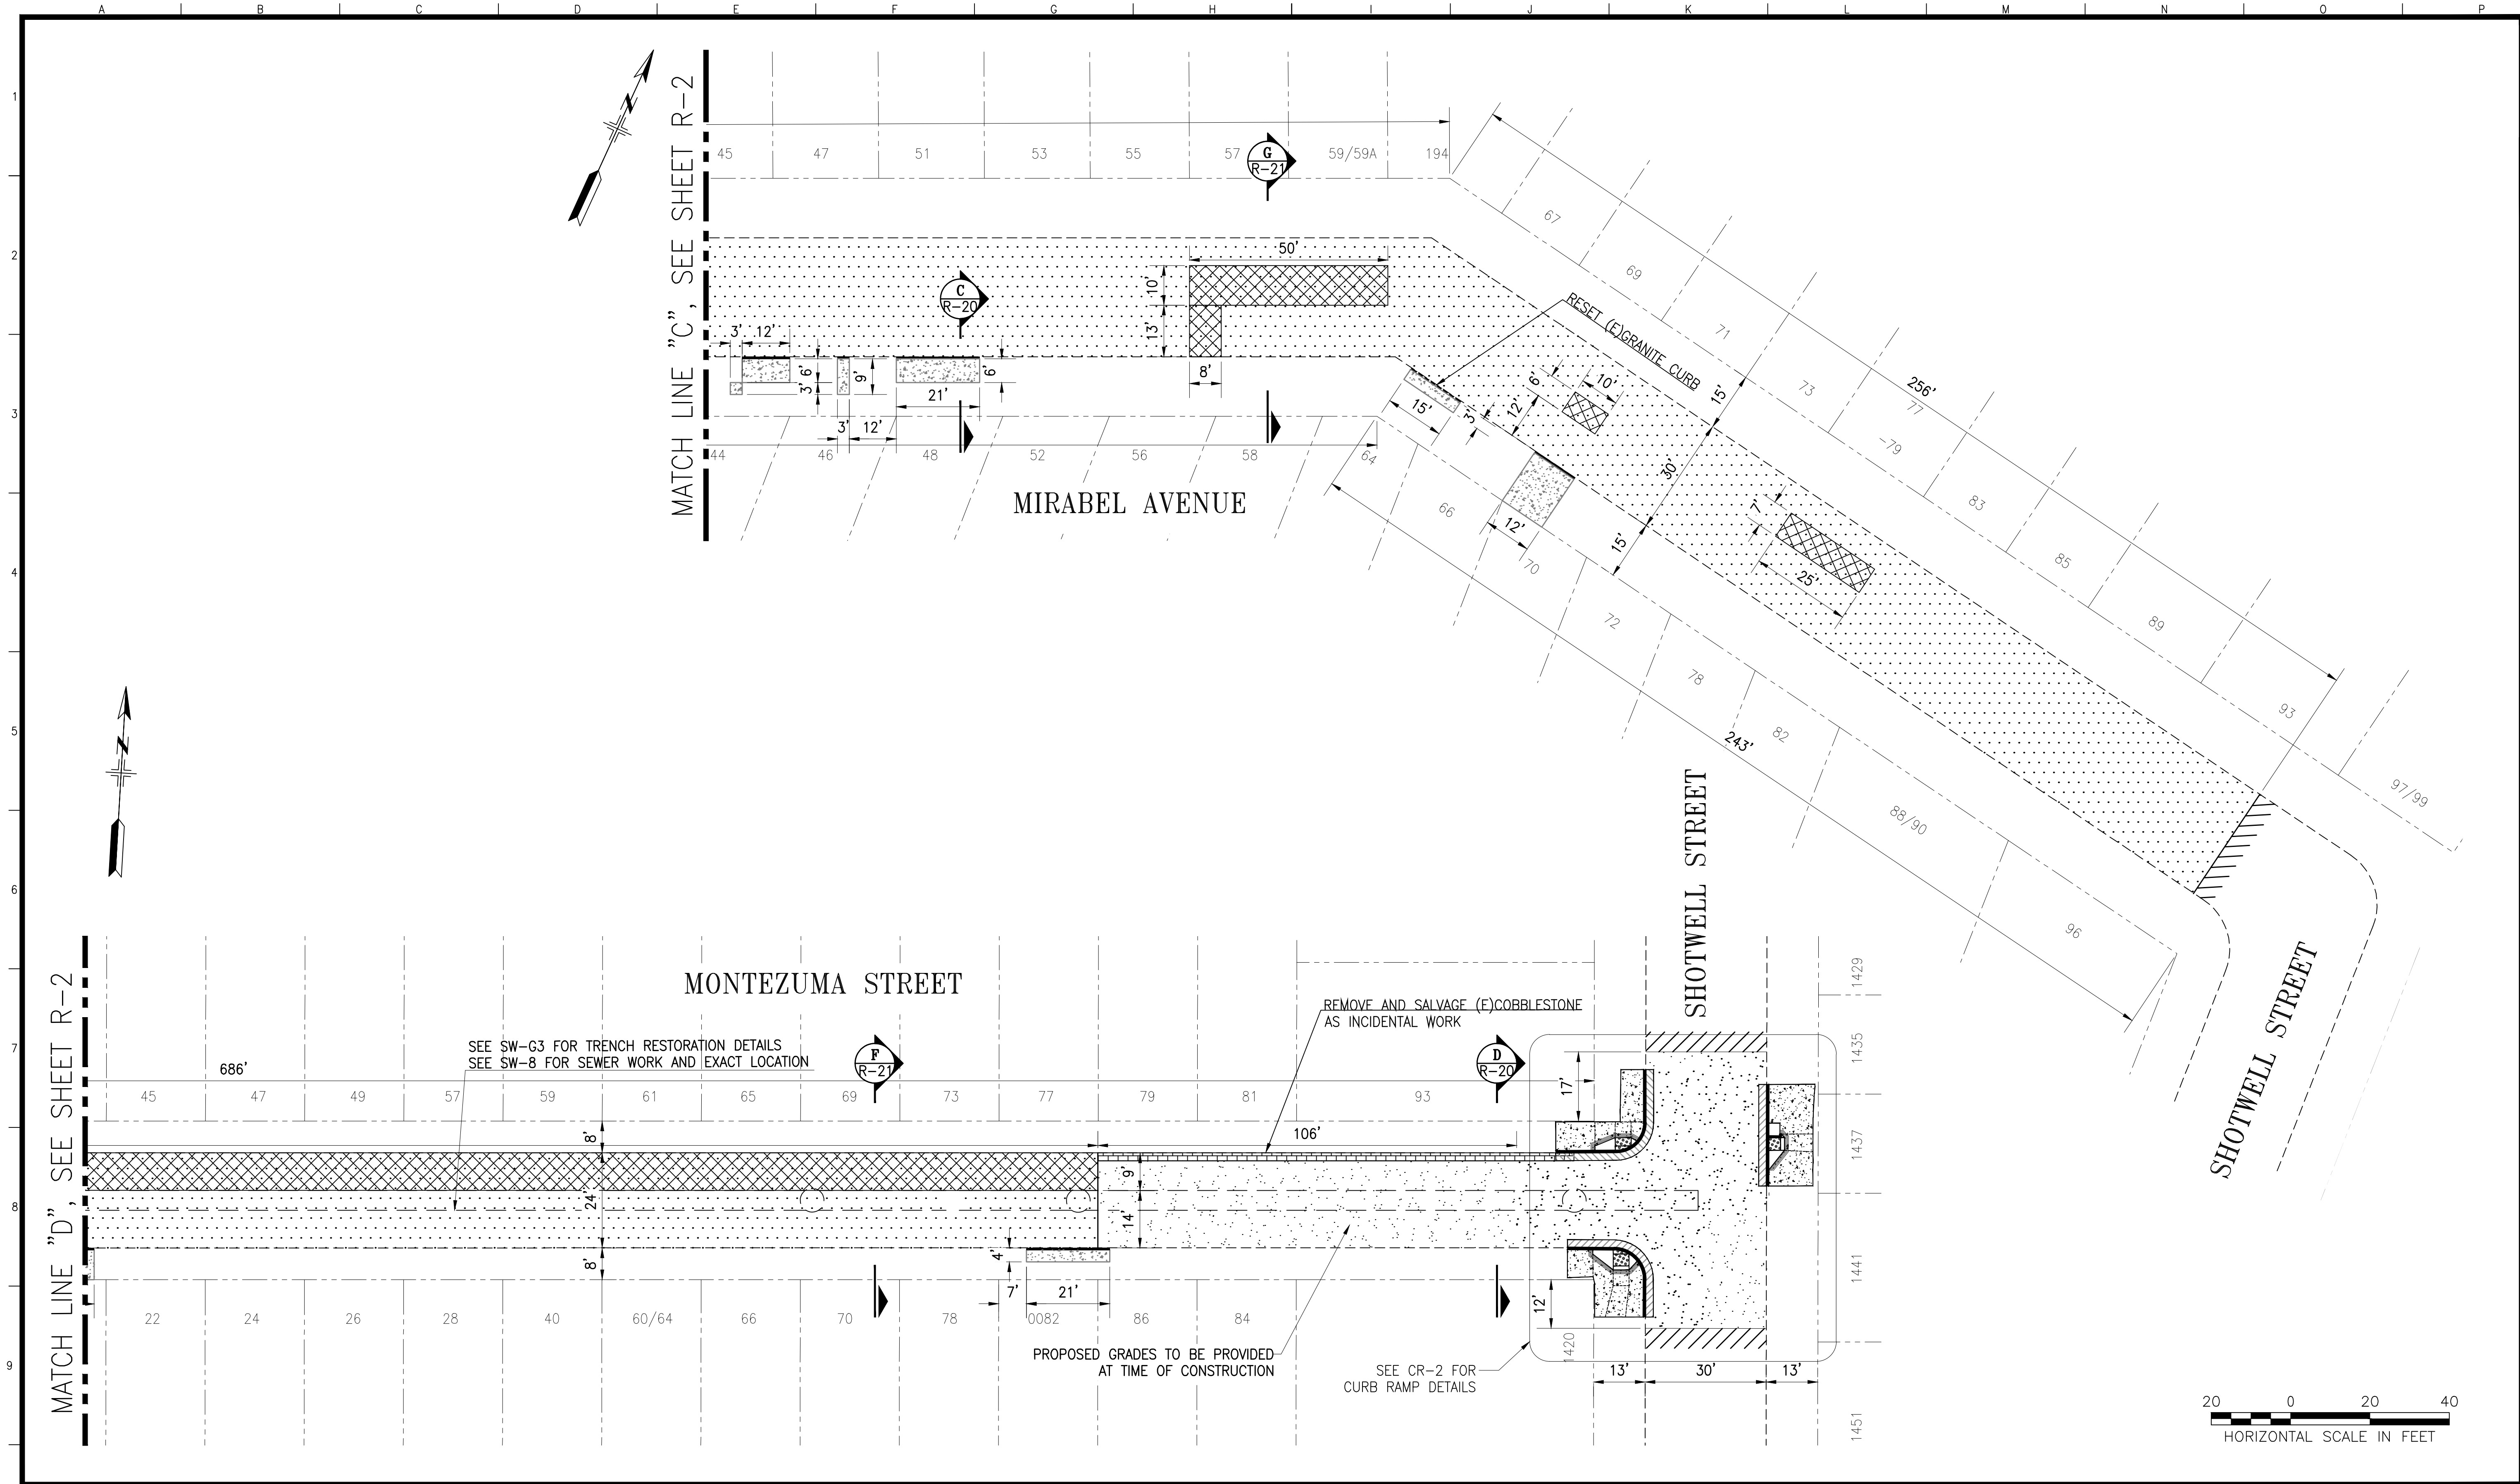 A B C D E F G H I J K L M N O P
1
2
3
4
5
6
7
8
9
N
MATCH LINE "C", SEE SHEET R-2
45 47 51 53 55 57 59/59A 194
G
R-21
C
R-20
50'
10'
13'
8'
3' 12'
6'
3'
9'
6'
21'
3' 12'
44 46 48 52 56 58 64
MIRABEL AVENUE
RESET (E)GRANITE CURB
67
69
71
73
77
-79
83
85
89
93
97/99
256'
15'
30'
15'
6'
10'
12'
3'
15'
12'
7'
25'
66
70
72
78
82
88/90
96
243'
SHOTWELL STREET
SHOTWELL STREET
N
MATCH LINE "D", SEE SHEET R-2
MONTEZUMA STREET
SEE SW-G3 FOR TRENCH RESTORATION DETAILS
SEE SW-8 FOR SEWER WORK AND EXACT LOCATION
686'
F
R-21
REMOVE AND SALVAGE (E)COBBLESTONE
AS INCIDENTAL WORK
D
R-20
45 47 49 57 59 61 65 69 73 77 79 81 93
8'
24'
8'
106'
9'
14'
17'
4'
7' 21'
12'
22 24 26 28 40 60/64 66 70 78 0082 86 84
PROPOSED GRADES TO BE PROVIDED
AT TIME OF CONSTRUCTION
SEE CR-2 FOR
CURB RAMP DETAILS
1420
13' 30' 13'
1429
1435
1437
1441
1451
20 0 20 40
HORIZONTAL SCALE IN FEET